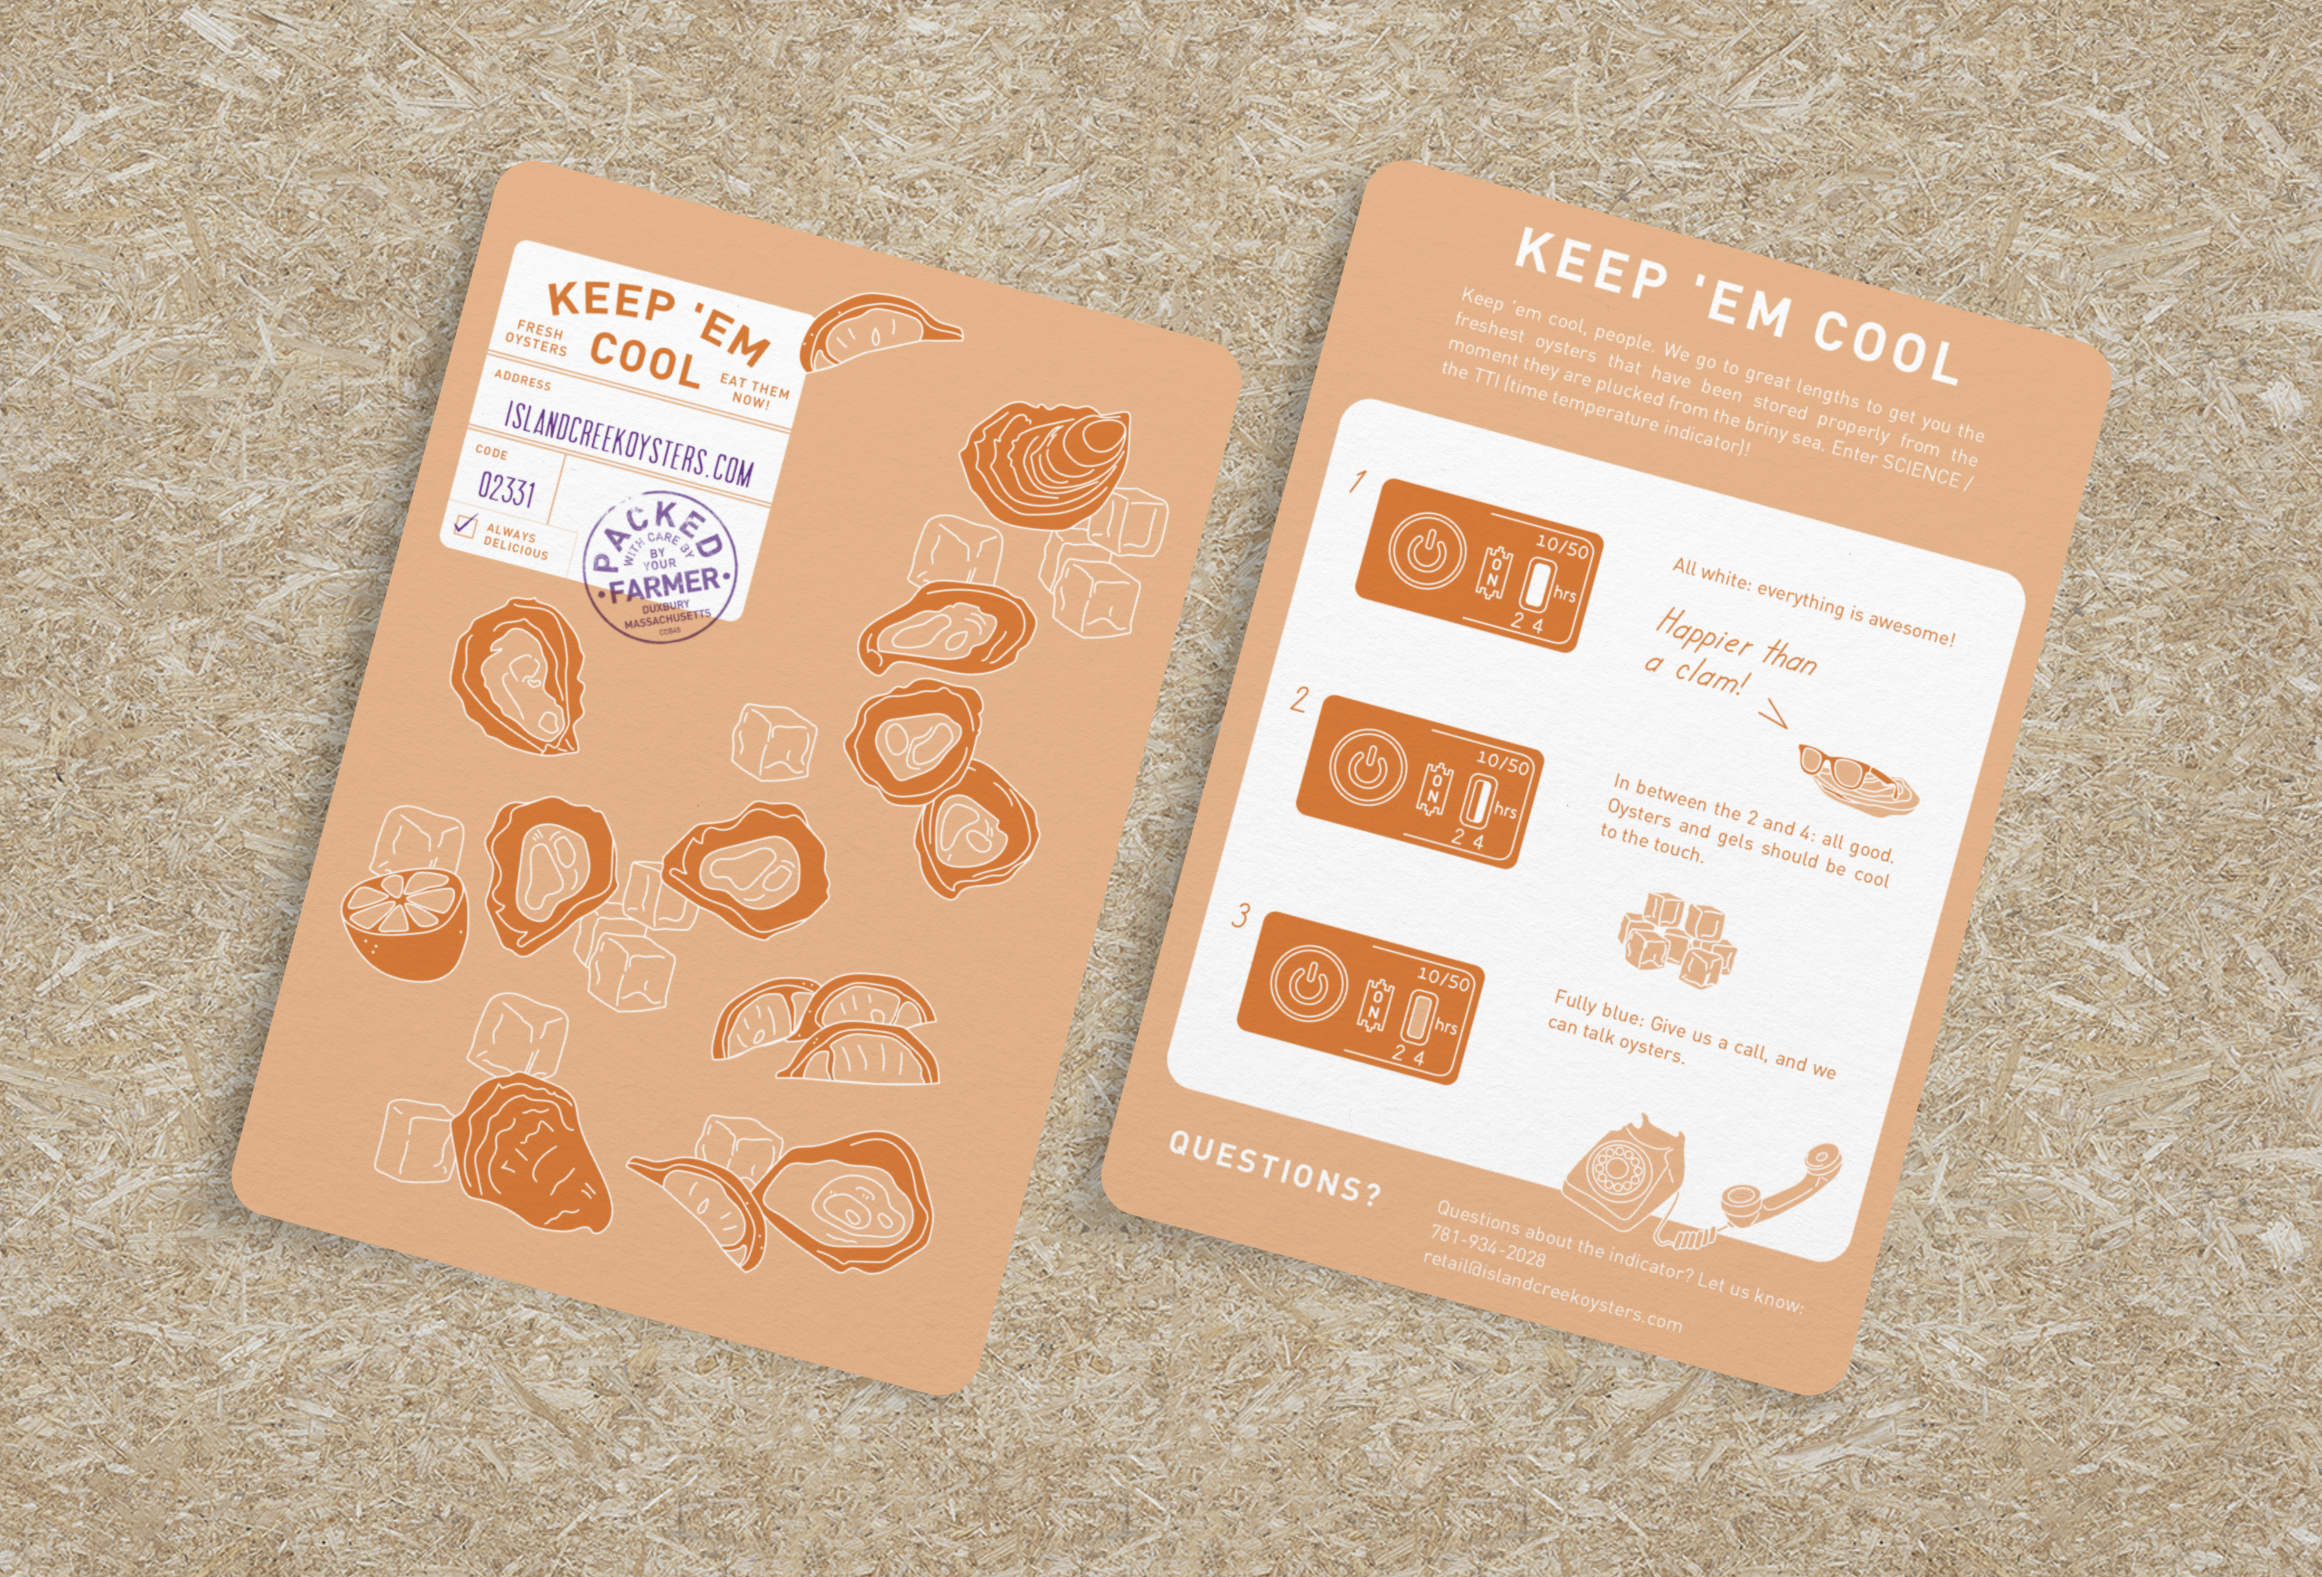 KEEP 'EM
COOL
FRESH
OYSTERS
EAT THEM
NOW!
ADDRESS
ISLANDCREEKOYSTERS.COM
CODE
02331
ALWAYS
DELICIOUS
PACKED
WITH CARE BY
BY
YOUR
•FARMER•
DUXBURY
MASSACHUSETTS
KEEP 'EM COOL
Keep 'em cool, people. We go to great lengths to get you the
freshest oysters that have been stored properly from the
moment they are plucked from the briny sea. Enter SCIENCE /
the TTI (time temperature indicator)!
1
10/50
ON
hrs
2 4
All white: everything is awesome!
Happier than
a clam!
2
10/50
ON
hrs
2 4
In between the 2 and 4: all good.
Oysters and gels should be cool
to the touch.
3
10/50
ON
hrs
2 4
Fully blue: Give us a call, and we
can talk oysters.
QUESTIONS?
Questions about the indicator? Let us know:
781-934-2028
retail@islandcreekoysters.com